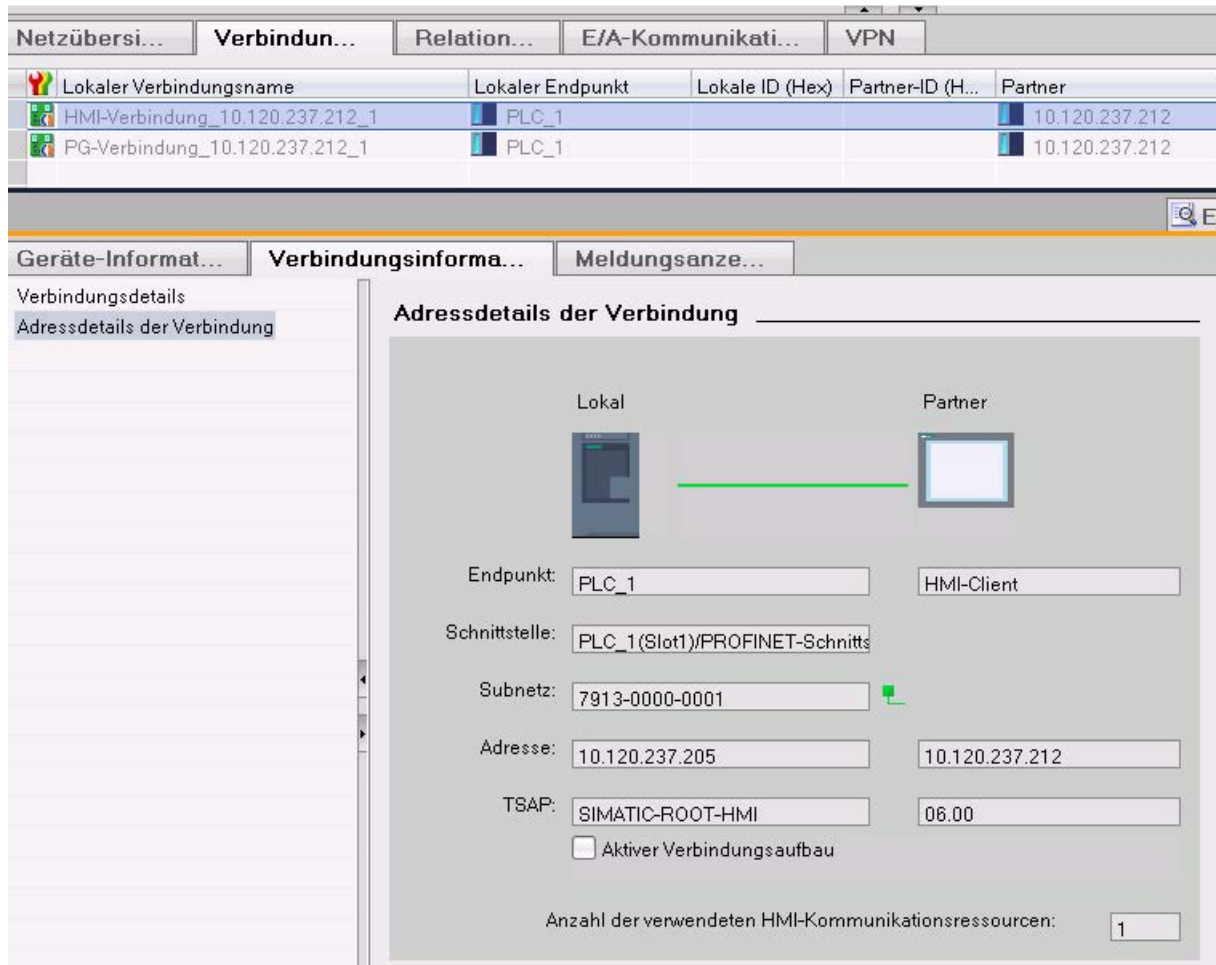 Netzübersi... Verbindun... Relation... E/A-Kommunikati... VPN
Lokaler Verbindungsname Lokaler Endpunkt Lokale ID (Hex) Partner-ID (H... Partner
HMI-Verbindung_10.120.237.212_1 PLC_1 10.120.237.212
PG-Verbindung_10.120.237.212_1 PLC_1 10.120.237.212
E
Geräte-Informat... Verbindungsinforma... Meldungsanze...
Verbindungsdetails
Adressdetails der Verbindung
Adressdetails der Verbindung
Lokal Partner
Endpunkt: PLC_1 HMI-Client
Schnittstelle: PLC_1(Slot1)/PROFINET-Schnitts
Subnetz: 7913-0000-0001
Adresse: 10.120.237.205 10.120.237.212
TSAP: SIMATIC-ROOT-HMI 06.00
Aktiver Verbindungsaufbau
Anzahl der verwendeten HMI-Kommunikationsressourcen: 1